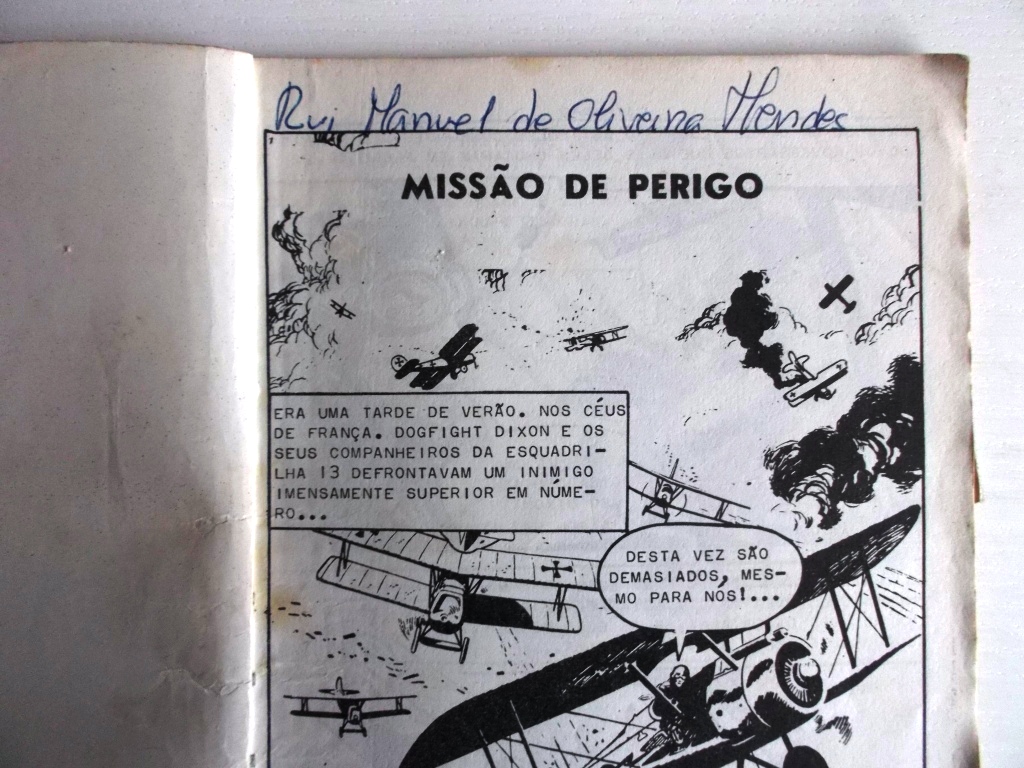 Rui Manuel de Oliveira Mendes
MISSÃO DE PERIGO
ERA UMA TARDE DE VERÃO. NOS CÉUS
DE FRANÇA. DOGFIGHT DIXON E OS
SEUS COMPANHEIROS DA ESQUADRI-
LHA 13 DEFRONTAVAM UM INIMIGO
IMENSAMENTE SUPERIOR EM NÚME-
RO...
DESTA VEZ SÃO
DEMASIADOS, MES-
MO PARA NÓS!...